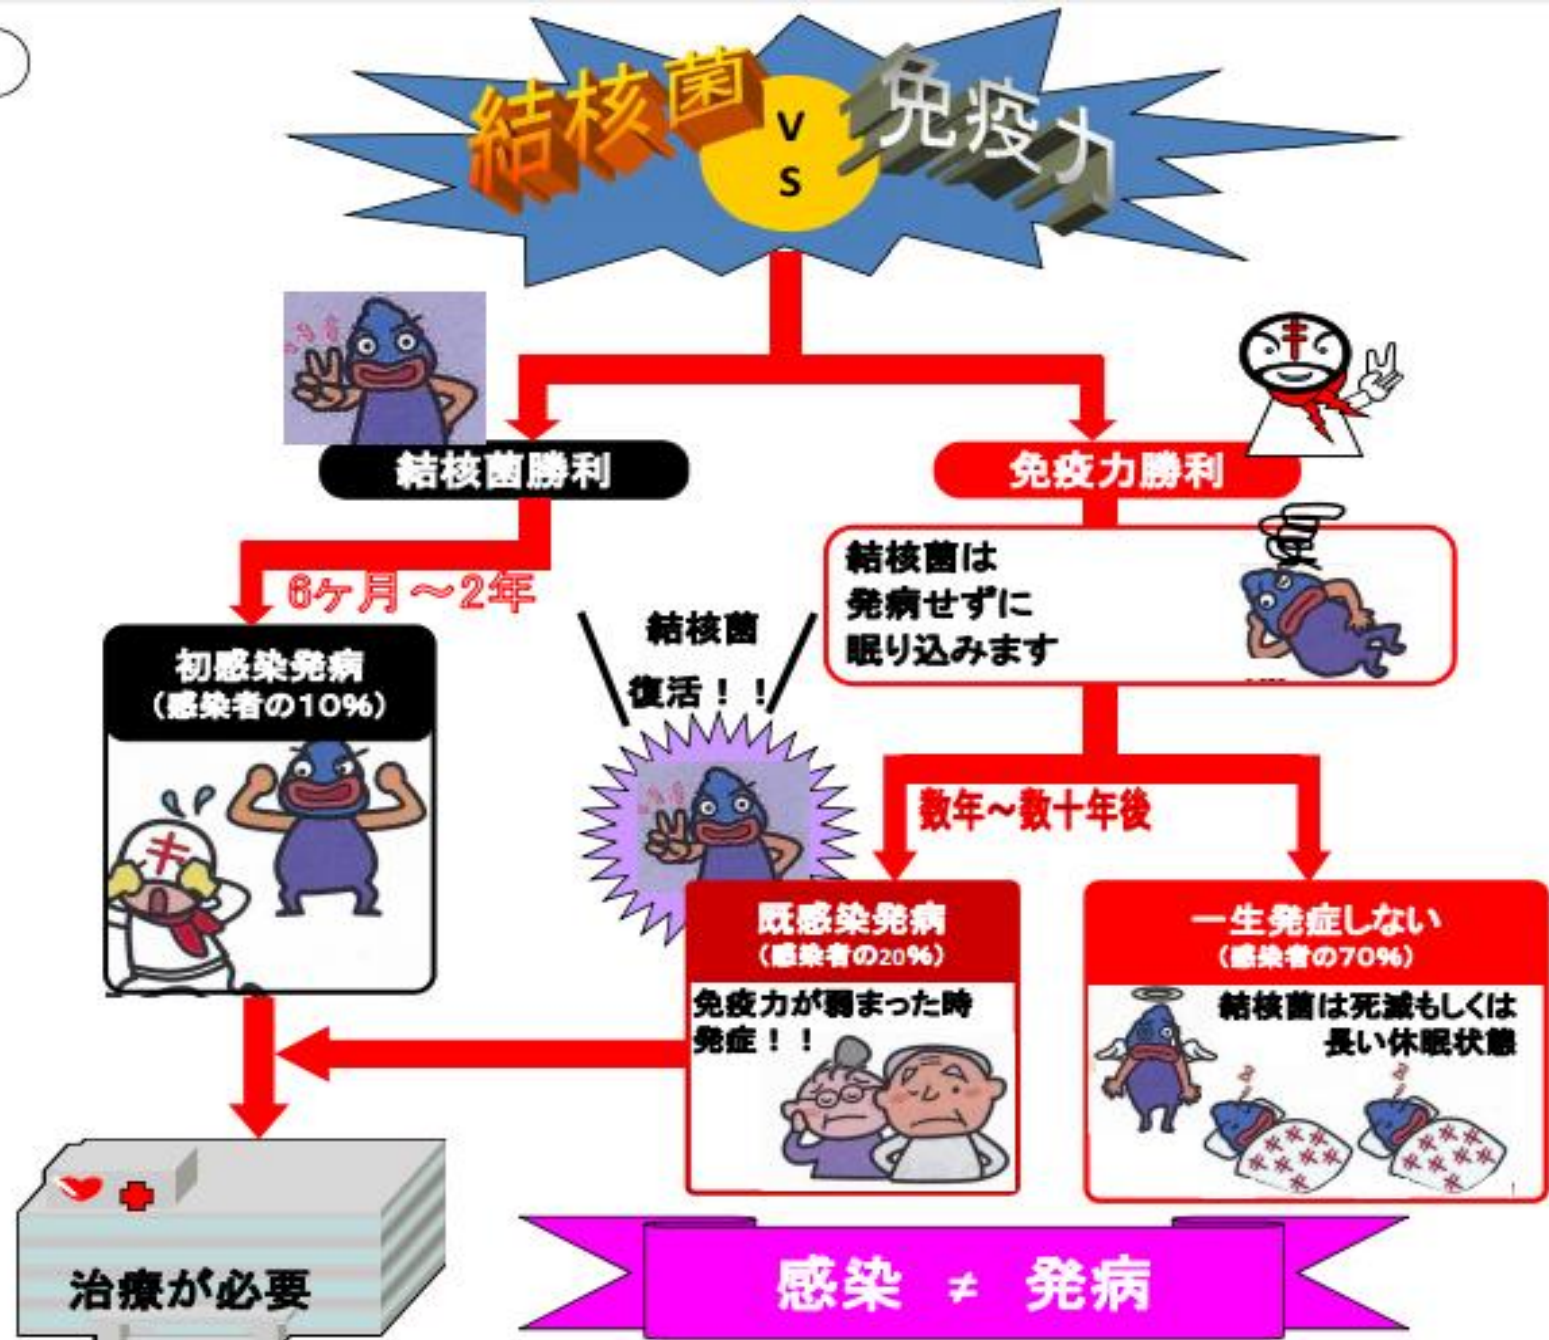 結核菌
V
S
免疫力
結核菌勝利
免疫力勝利
6ヶ月～2年
初感染発病
（感染者の10%）
結核菌は
発病せずに
眠り込みます
結核菌
復活！！
数年～数十年後
既感染発病
（感染者の20%）
免疫力が弱まった時
発症！！
一生発症しない
（感染者の70%）
結核菌は死滅もしくは
長い休眠状態
治療が必要
感染 ≠ 発病